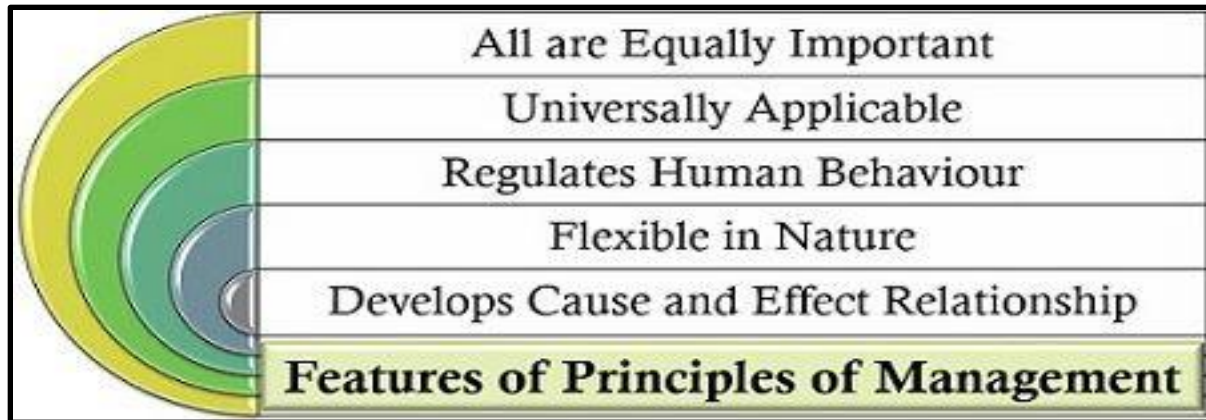 All are Equally Important
Universally Applicable
Regulates Human Behaviour
Flexible in Nature
Develops Cause and Effect Relationship
Features of Principles of Management